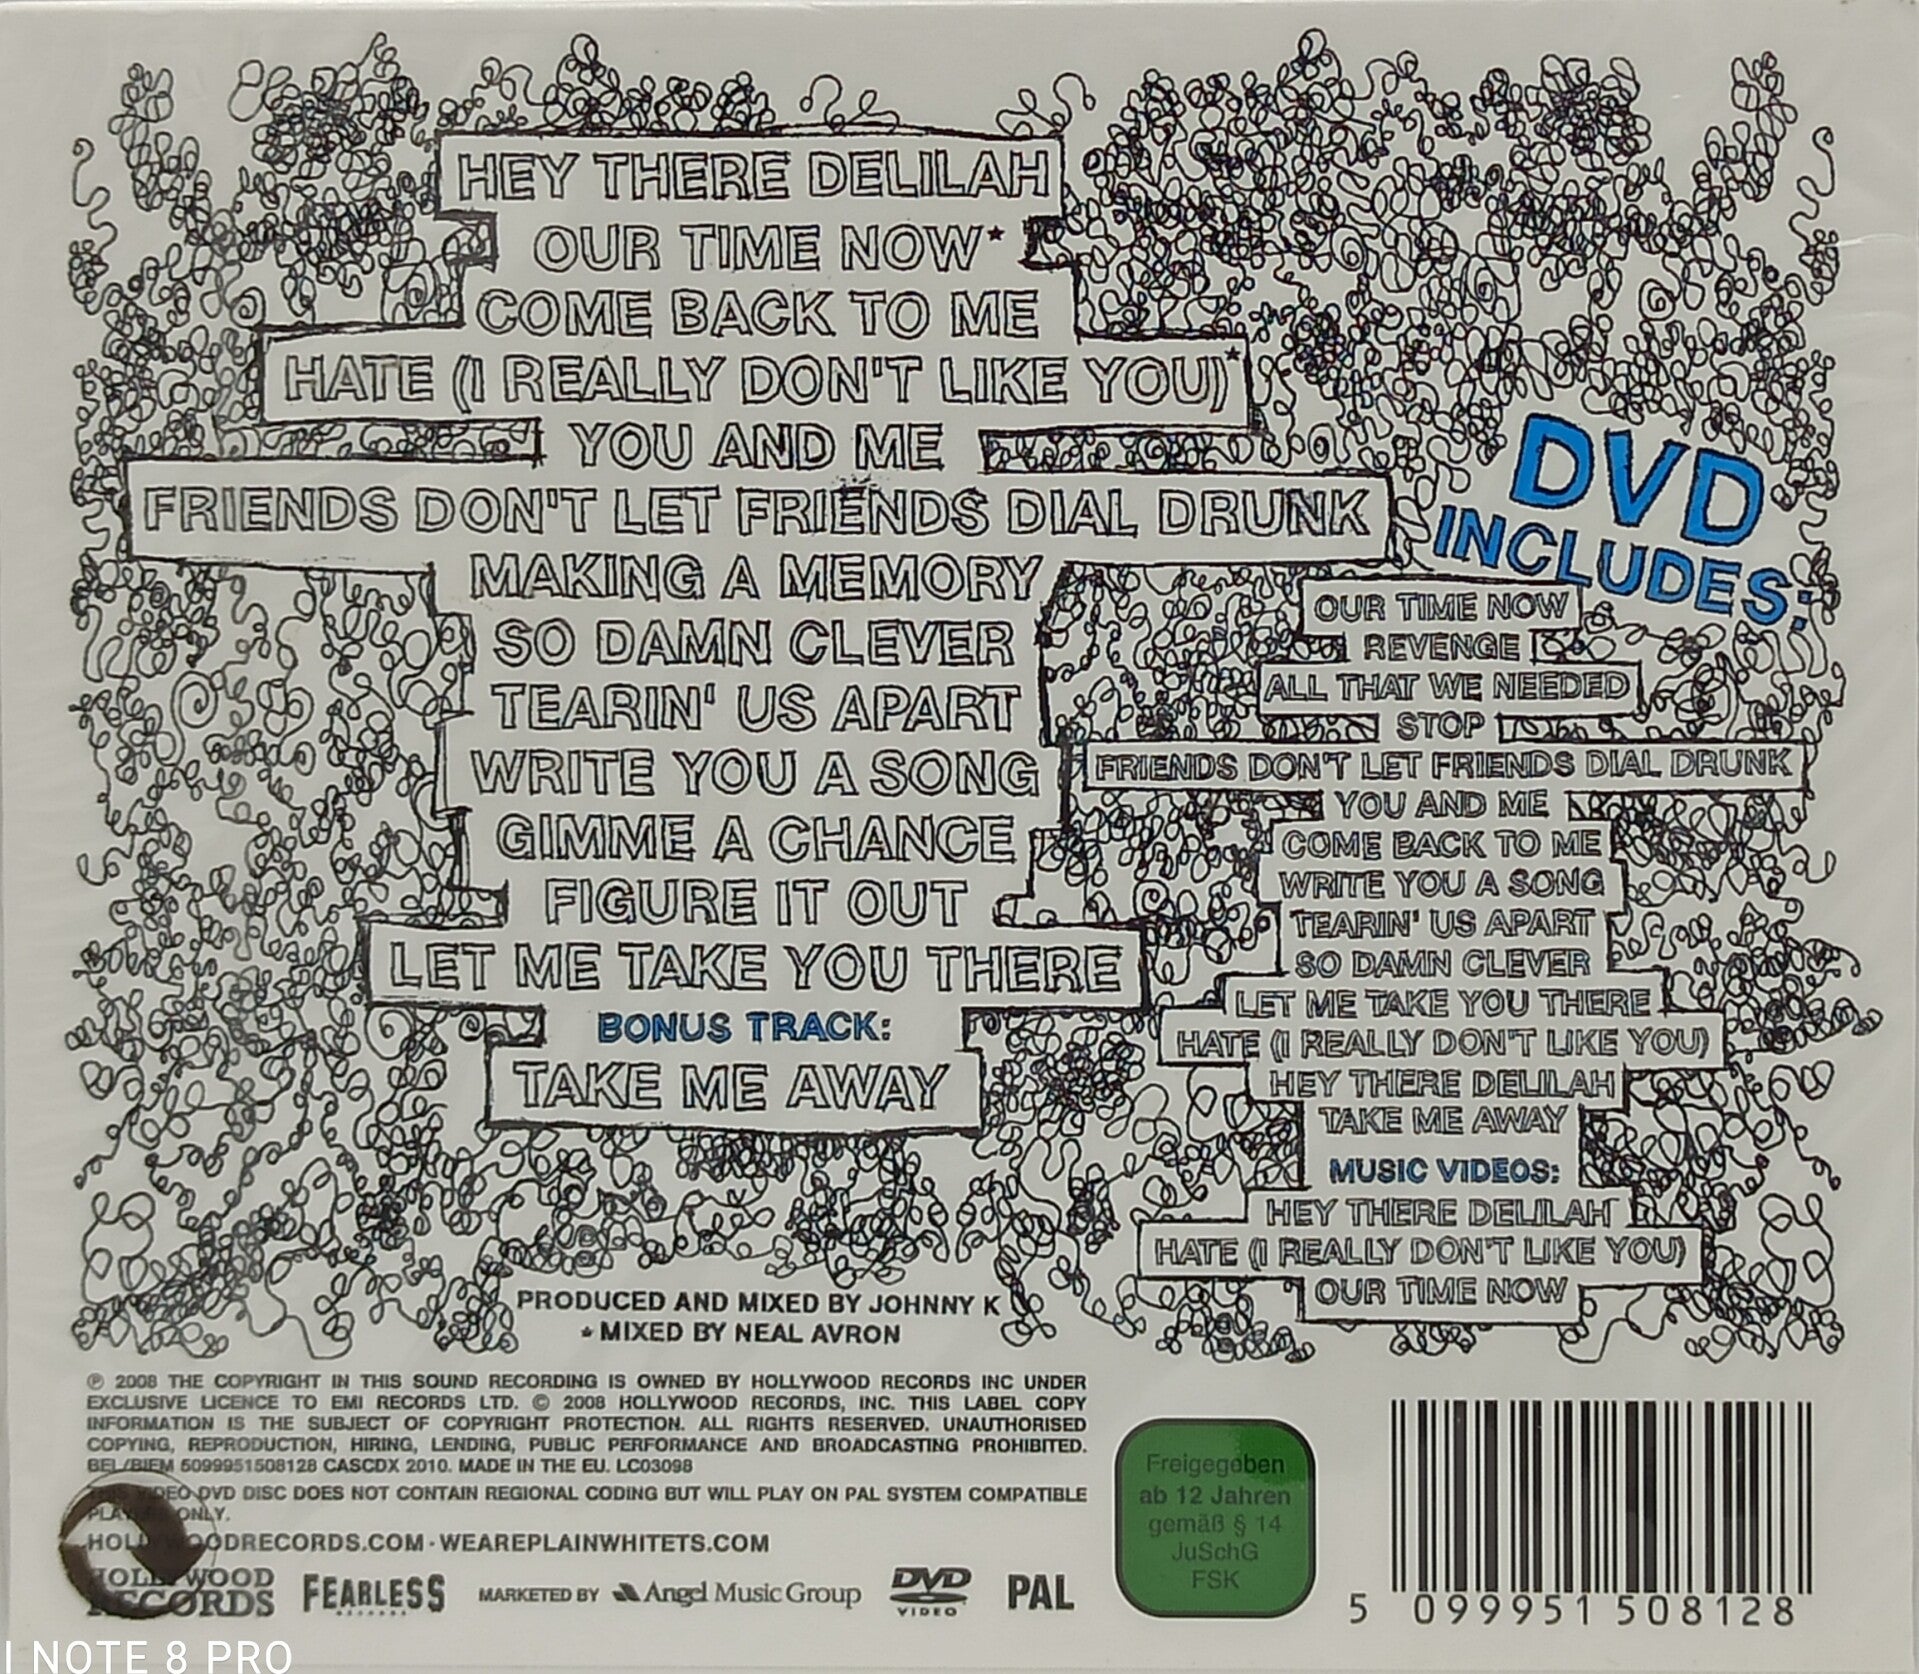 HEY THERE DELILAH
OUR TIME NOW*
COME BACK TO ME
HATE (I REALLY DON'T LIKE YOU)*
YOU AND ME
FRIENDS DON'T LET FRIENDS DIAL DRUNK
MAKING A MEMORY
SO DAMN CLEVER
TEARIN' US APART
WRITE YOU A SONG
GIMME A CHANCE
FIGURE IT OUT
LET ME TAKE YOU THERE
BONUS TRACK:
TAKE ME AWAY
DVD
INCLUDES:
OUR TIME NOW
REVENGE
ALL THAT WE NEEDED
STOP
FRIENDS DON'T LET FRIENDS DIAL DRUNK
YOU AND ME
COME BACK TO ME
WRITE YOU A SONG
TEARIN' US APART
SO DAMN CLEVER
LET ME TAKE YOU THERE
HATE (I REALLY DON'T LIKE YOU)
HEY THERE DELILAH
TAKE ME AWAY
MUSIC VIDEOS:
HEY THERE DELILAH
HATE (I REALLY DON'T LIKE YOU)
OUR TIME NOW
PRODUCED AND MIXED BY JOHNNY K
* MIXED BY NEAL AVRON
℗ 2008 THE COPYRIGHT IN THIS SOUND RECORDING IS OWNED BY HOLLYWOOD RECORDS INC UNDER
EXCLUSIVE LICENCE TO EMI RECORDS LTD. © 2008 HOLLYWOOD RECORDS, INC. THIS LABEL COPY
INFORMATION IS THE SUBJECT OF COPYRIGHT PROTECTION. ALL RIGHTS RESERVED. UNAUTHORISED
COPYING, REPRODUCTION, HIRING, LENDING, PUBLIC PERFORMANCE AND BROADCASTING PROHIBITED.
BEL/BIEM 5099951508128 CASCDX 2010. MADE IN THE EU. LC03098
THIS VIDEO DVD DISC DOES NOT CONTAIN REGIONAL CODING BUT WILL PLAY ON PAL SYSTEM COMPATIBLE
PLAYERS ONLY.
HOLLYWOODRECORDS.COM · WEAREPLAINWHITETS.COM
HOLLYWOOD
RECORDS
FEARLESS
RECORDS
MARKETED BY Angel Music Group
DVD
VIDEO
PAL
Freigegeben
ab 12 Jahren
gemäß § 14
JuSchG
FSK
5 099951 508128
I NOTE 8 PRO